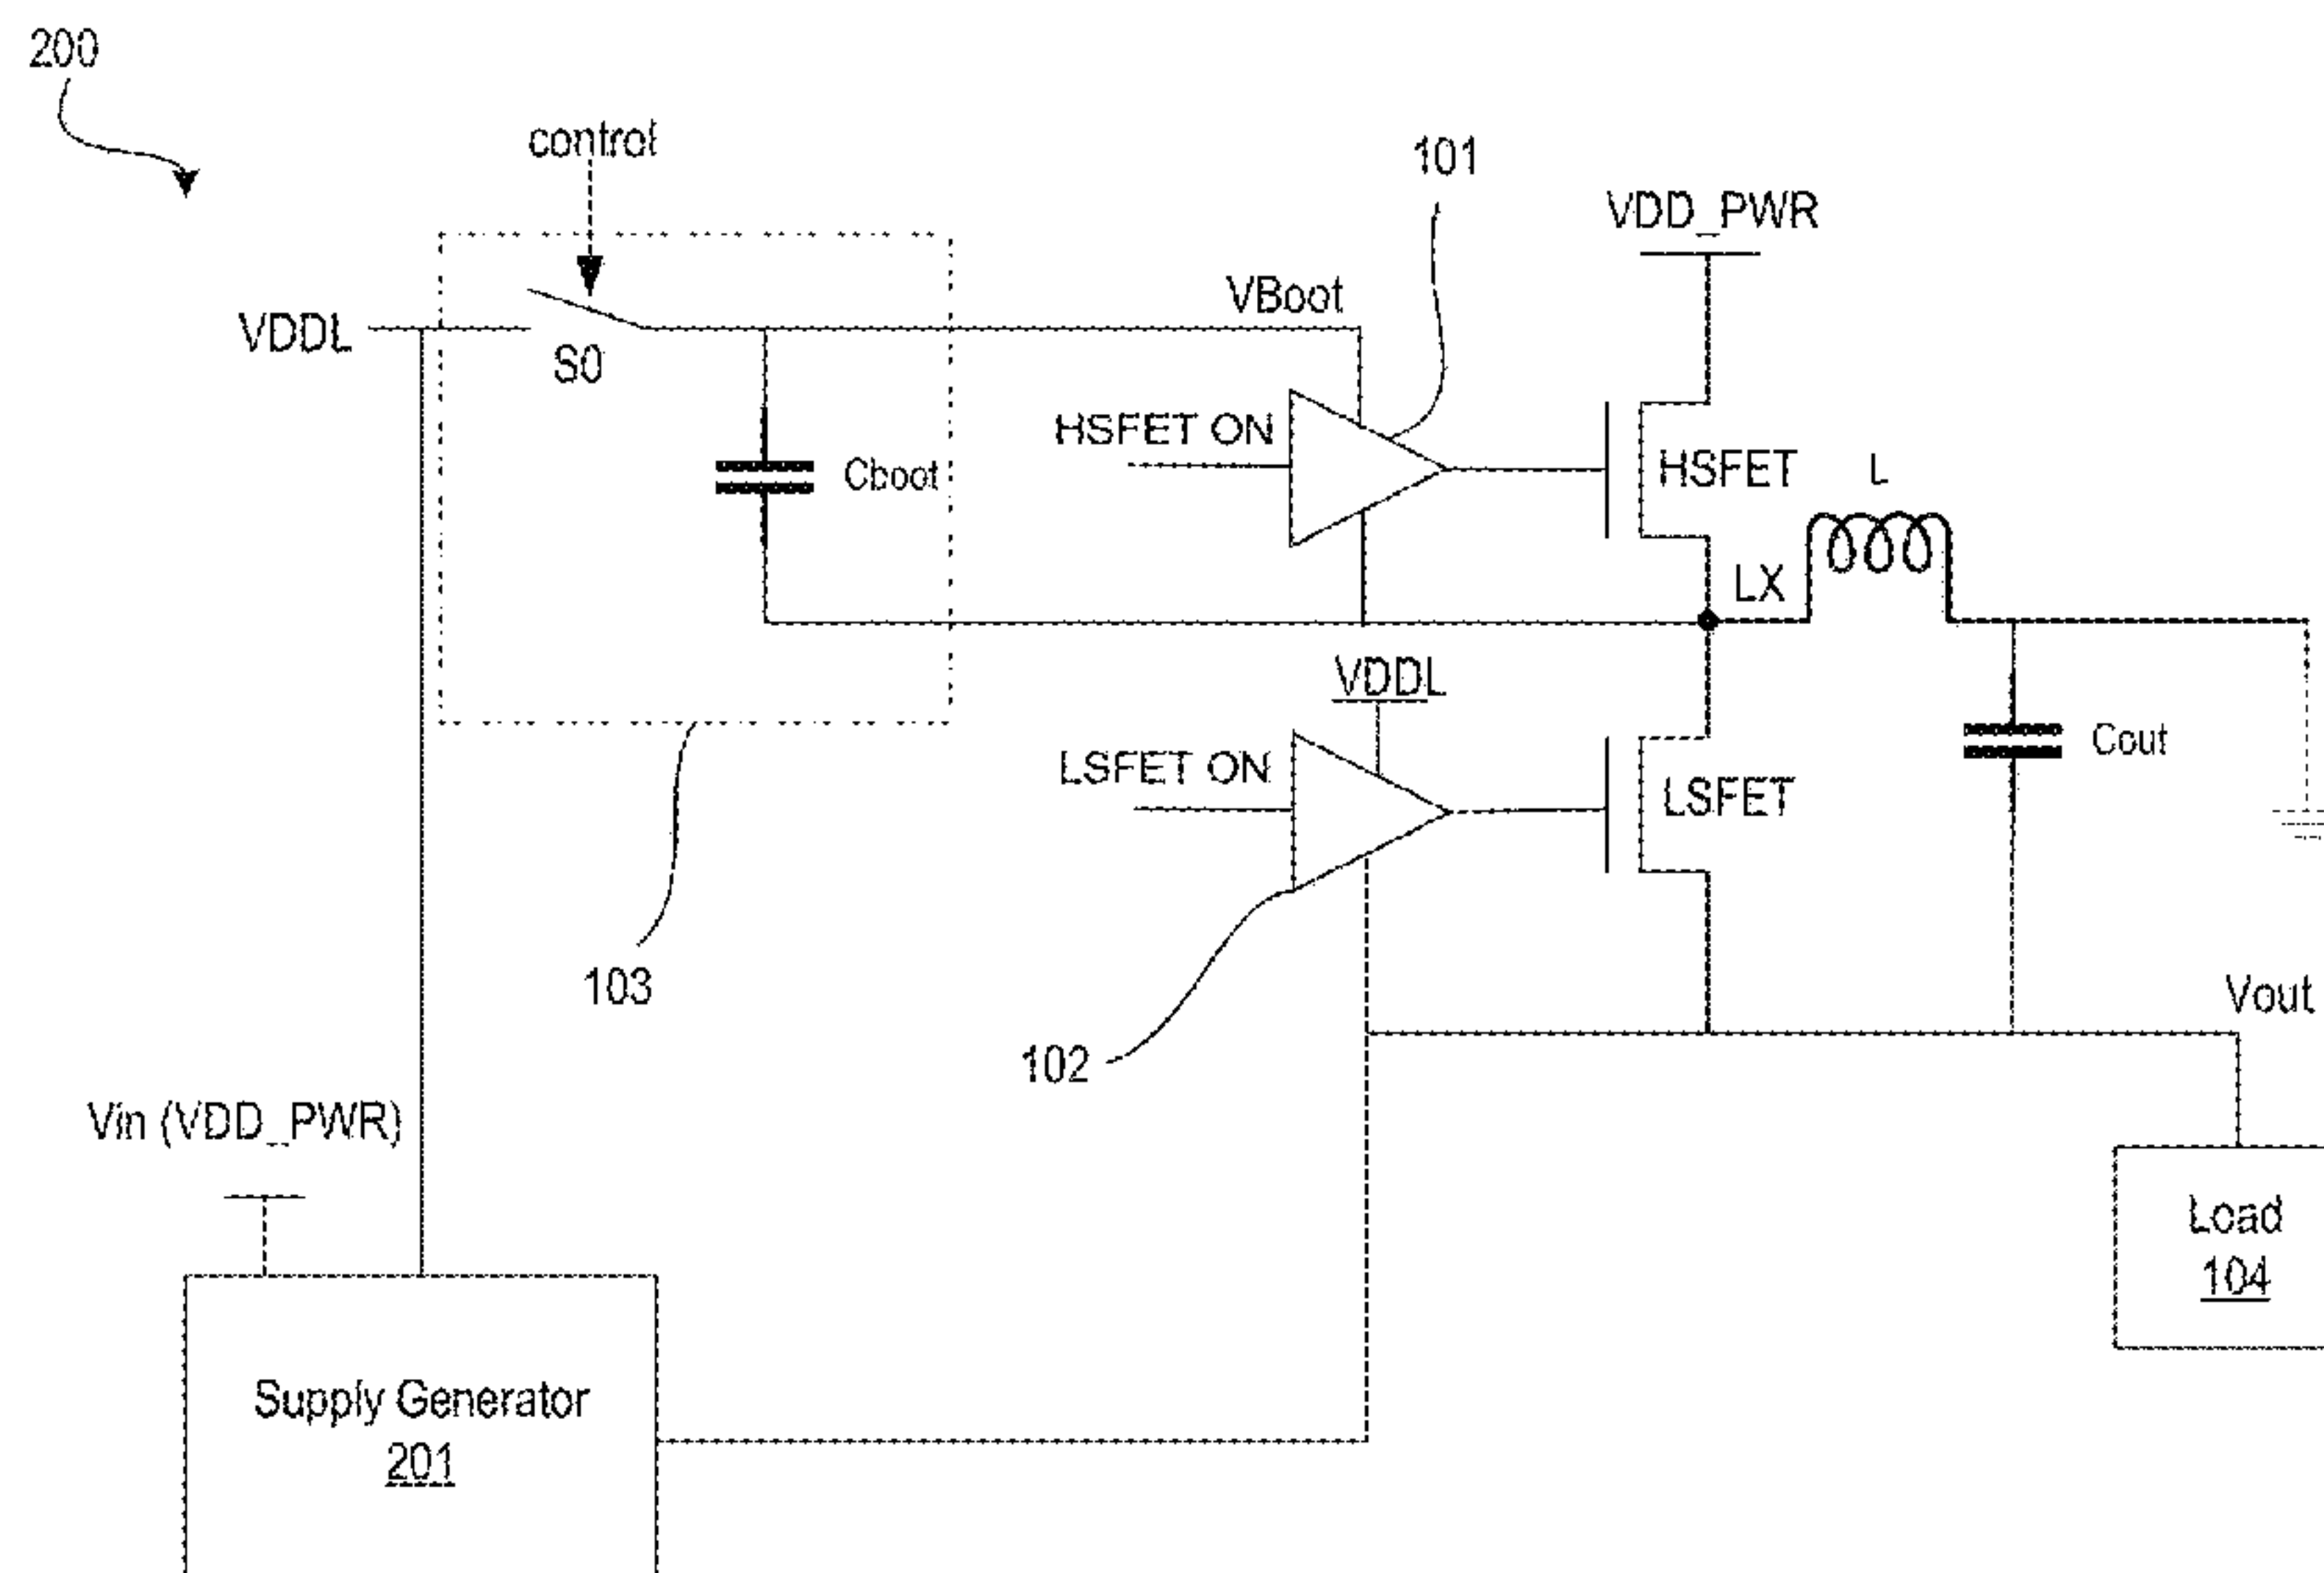 200
control
101
VDD_PWR
VBoot
VDDL
S0
HSFET ON
Cboot
HSFET
L
LX
VDDL
LSFET ON
LSFET
Cout
103
102
Vout
Vin (VDD_PWR)
Load
104
Supply Generator
201